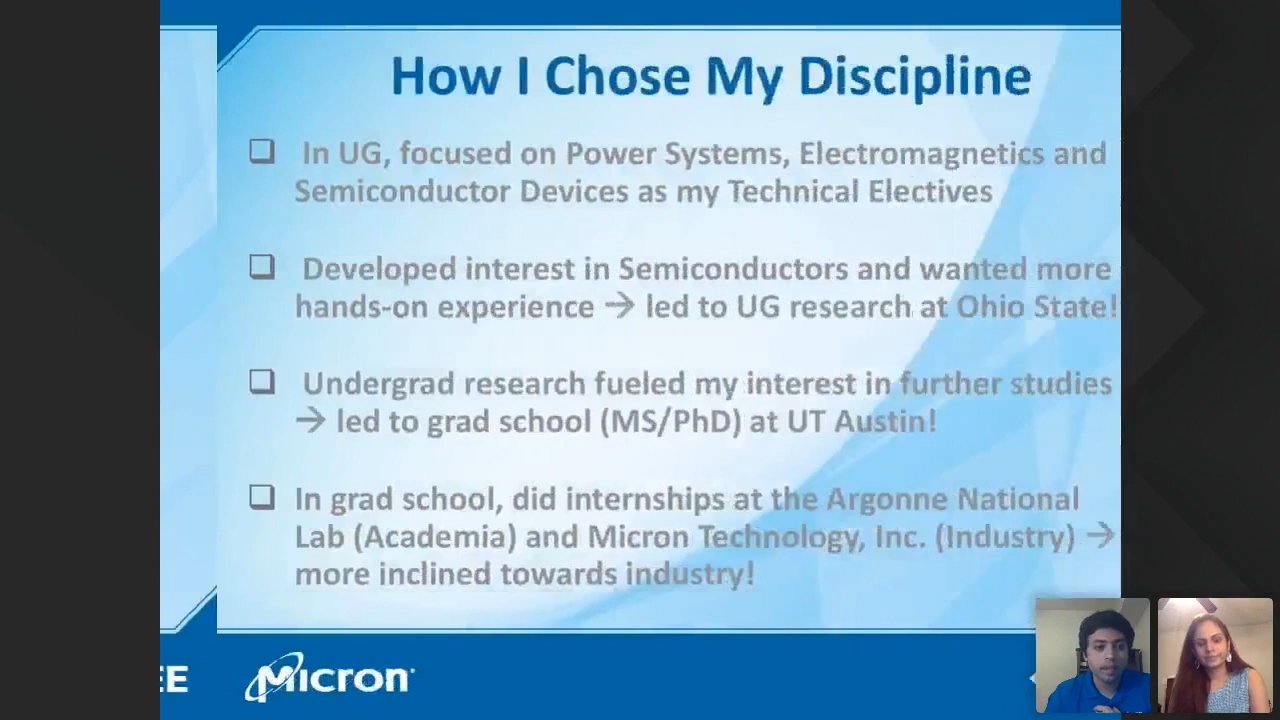 How I Chose My Discipline
In UG, focused on Power Systems, Electromagnetics and
Semiconductor Devices as my Technical Electives
Developed interest in Semiconductors and wanted more
hands-on experience → led to UG research at Ohio State!
Undergrad research fueled my interest in further studies
→ led to grad school (MS/PhD) at UT Austin!
In grad school, did internships at the Argonne National
Lab (Academia) and Micron Technology, Inc. (Industry) →
more inclined towards industry!
Micron